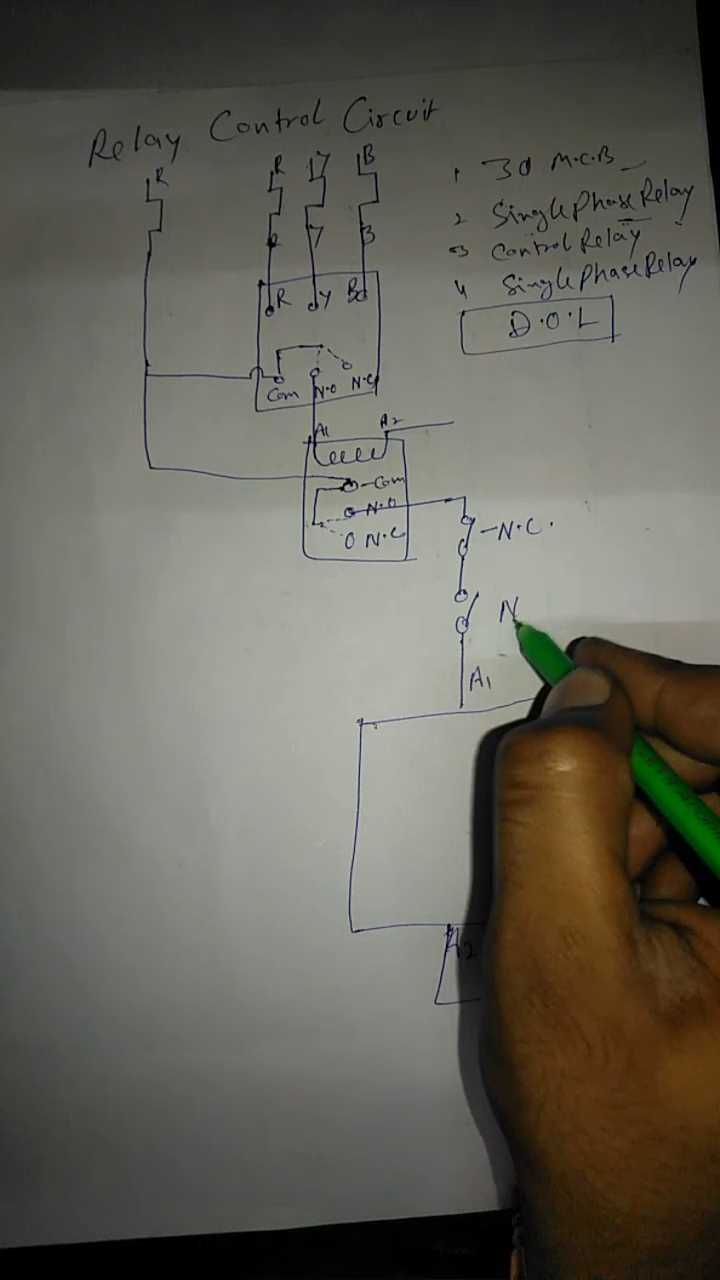 Relay Control Circuit
R R Y B
R Y B
R Y B
Com N.O N.C
A1 A2
Com
N.O
N.C
N.C.
N
A1
A2
1 3Ø M.C.B
2 Single Phase Relay
3 Control Relay
4 Single Phase Relay
D.O.L